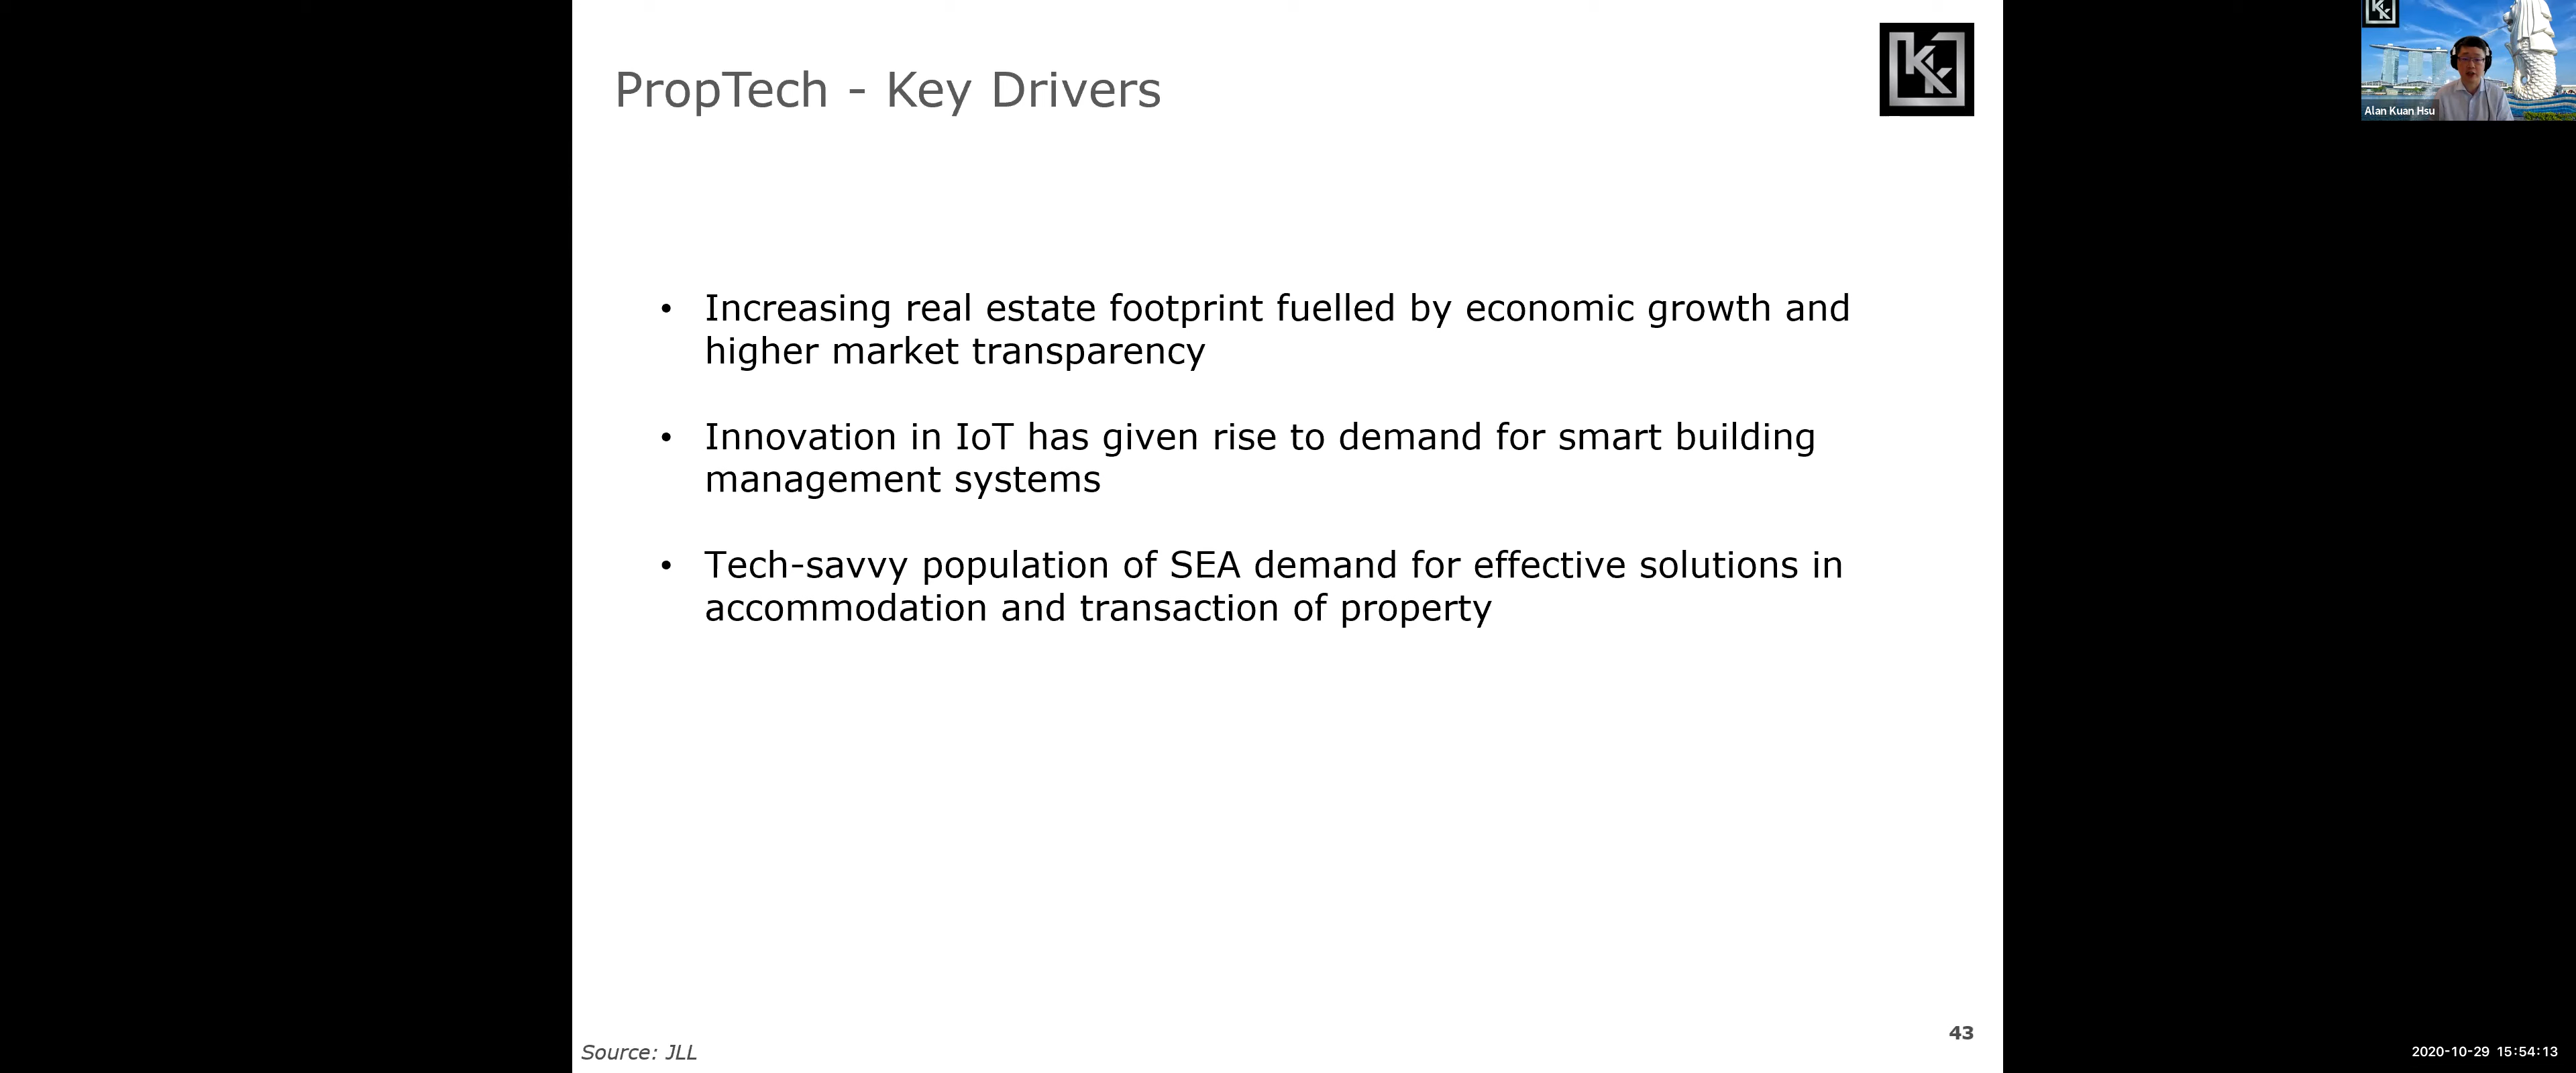 PropTech - Key Drivers
KK
• Increasing real estate footprint fuelled by economic growth and
higher market transparency
• Innovation in IoT has given rise to demand for smart building
management systems
• Tech-savvy population of SEA demand for effective solutions in
accommodation and transaction of property
43
Source: JLL
KK
Alan Kuan Hsu
2020-10-29 15:54:13